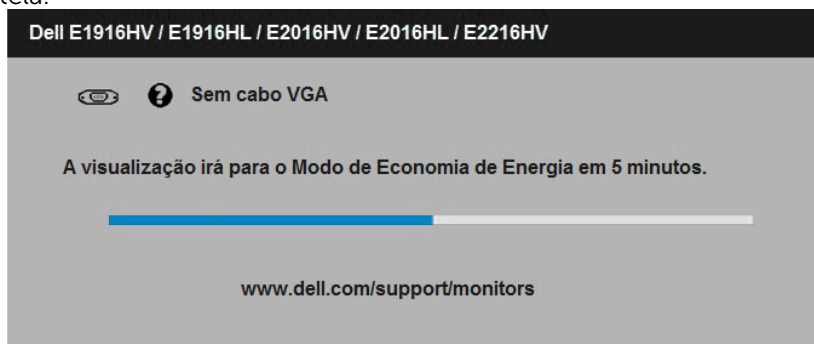 tela.
Dell E1916HV / E1916HL / E2016HV / E2016HL / E2216HV
Sem cabo VGA
A visualização irá para o Modo de Economia de Energia em 5 minutos.
www.dell.com/support/monitors